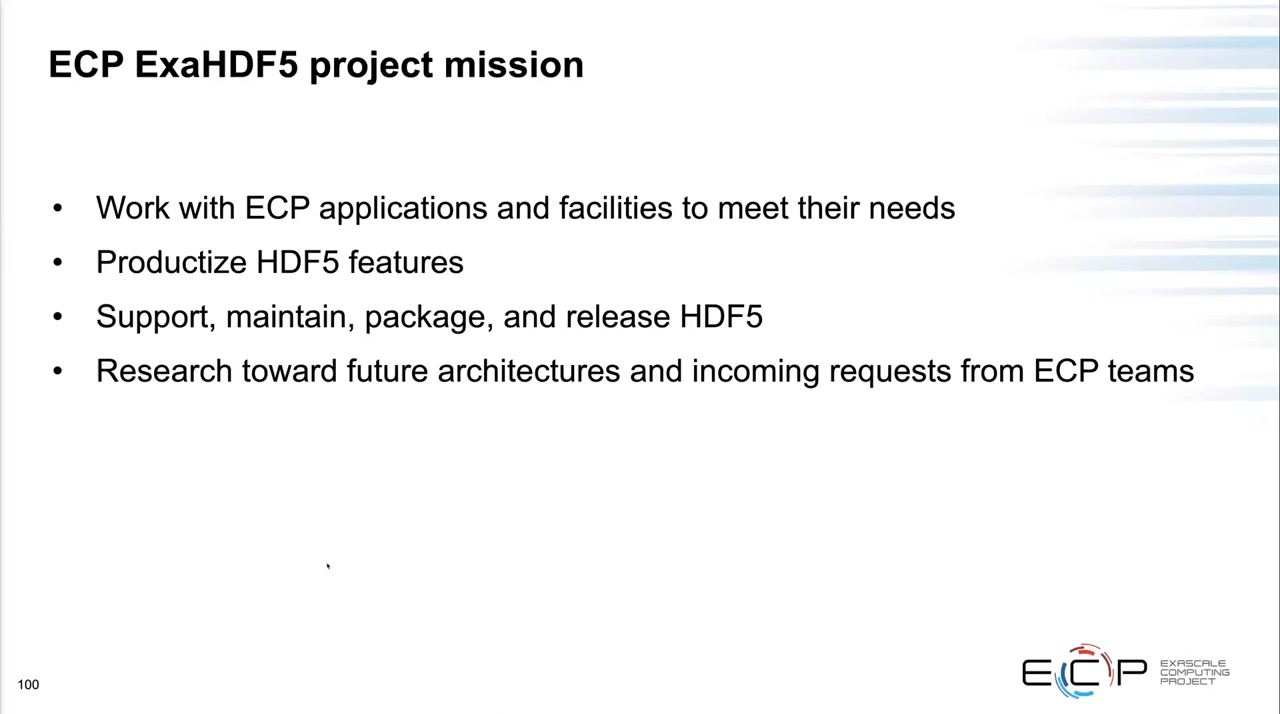 ECP ExaHDF5 project mission
• Work with ECP applications and facilities to meet their needs
• Productize HDF5 features
• Support, maintain, package, and release HDF5
• Research toward future architectures and incoming requests from ECP teams
100
ECP
EXASCALE
COMPUTING
PROJECT